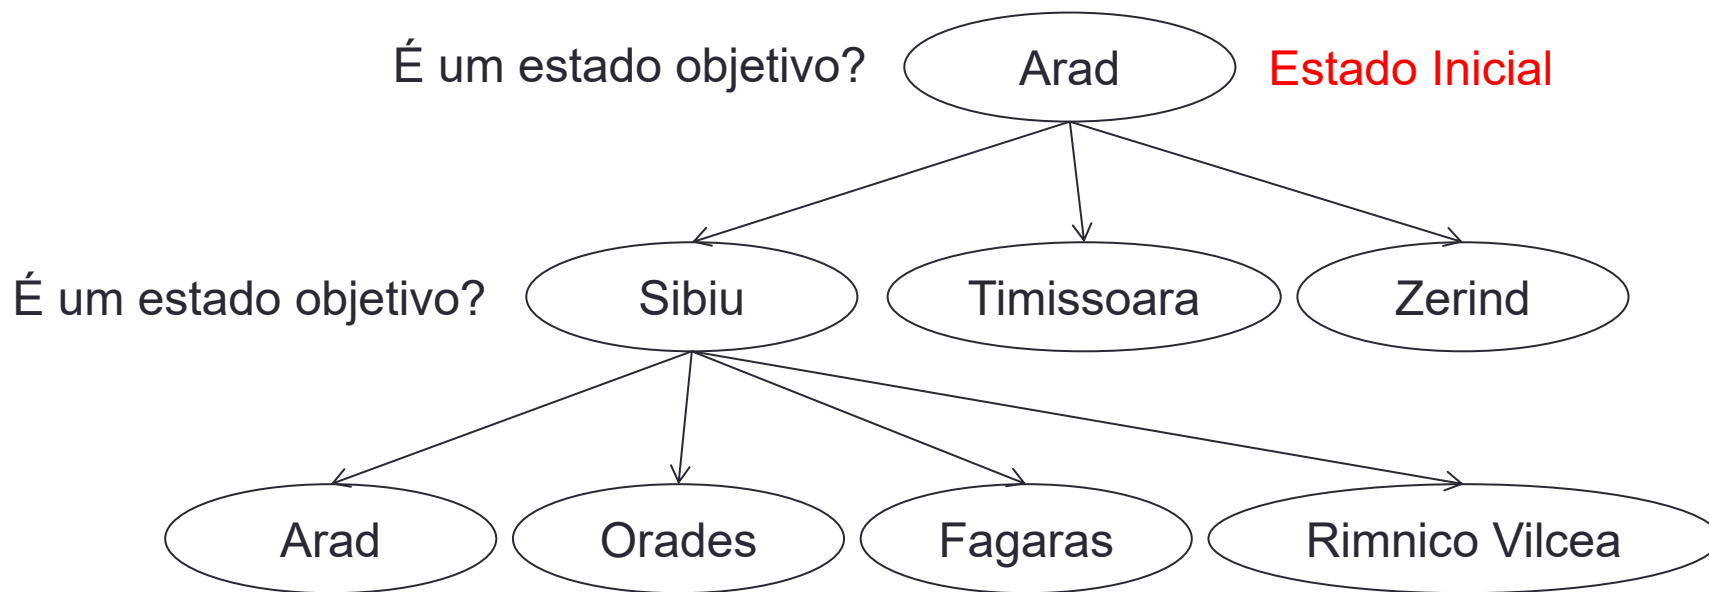 É um estado objetivo? Arad Estado Inicial
É um estado objetivo? Sibiu Timissoara Zerind
Arad Orades Fagaras Rimnico Vilcea